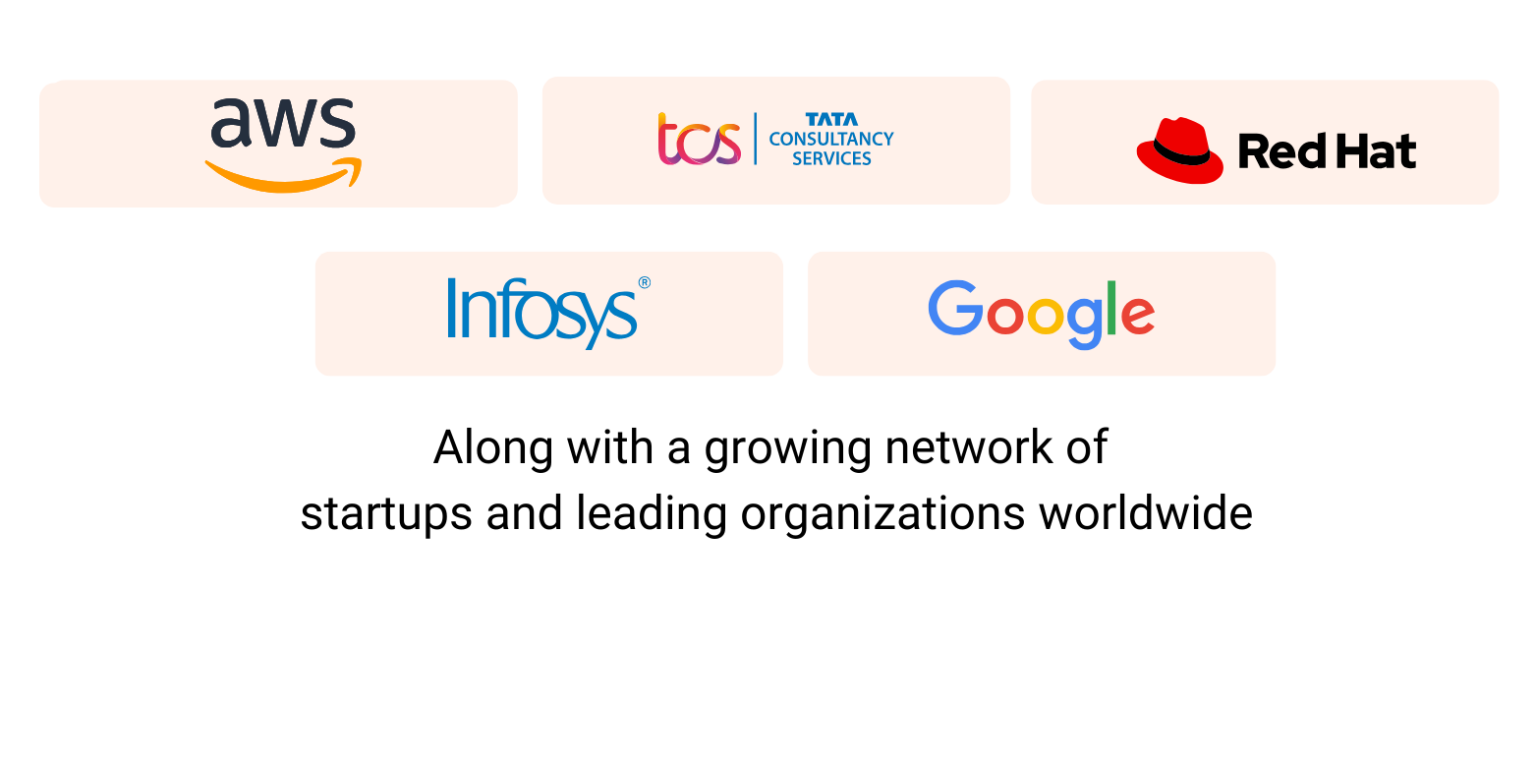 aws
tcs
TATA
CONSULTANCY
SERVICES
Red Hat
Infosys®
Google
Along with a growing network of
startups and leading organizations worldwide